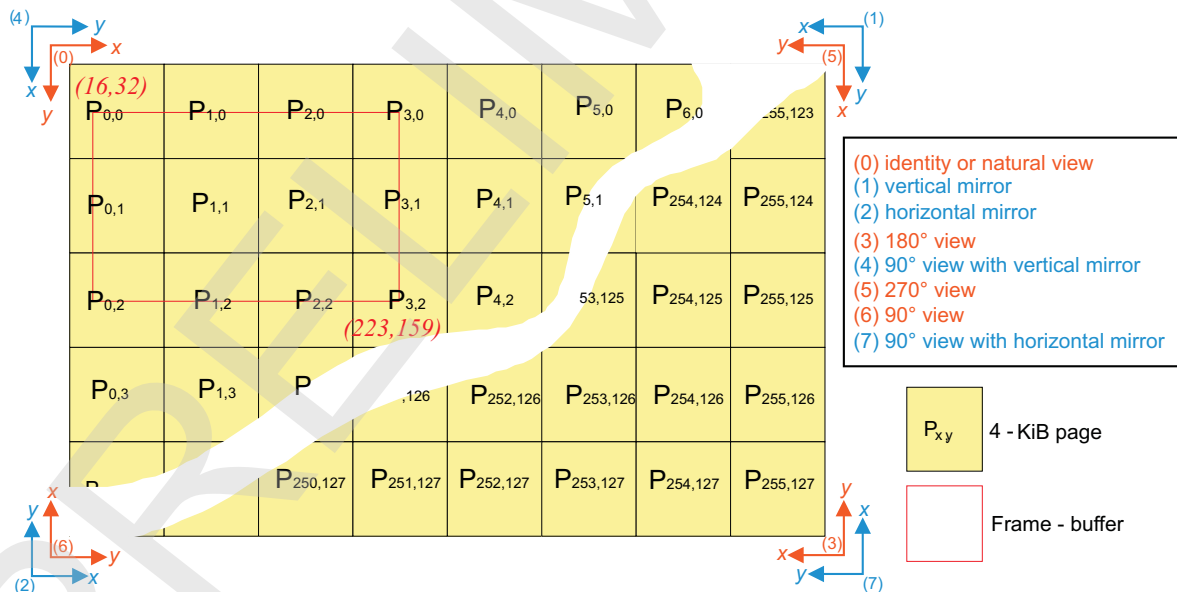 (4) y x (1)
(0) x y (5)
x y x x
(16,32)
P0,0 P1,0 P2,0 P3,0 P4,0 P5,0 P6,0 255,123
P0,1 P1,1 P2,1 P3,1 P4,1 P5,1 P254,124 P255,124
P0,2 P1,2 P2,2 P3,2 P4,2 53,125 P254,125 P255,125
(223,159)
P0,3 P1,3 P ,126 P252,126 P253,126 P254,126 P255,126
P P250,127 P251,127 P252,127 P253,127 P254,127 P255,127
x y y x
(6) y x (3)
(2) x y (7)
(0) identity or natural view
(1) vertical mirror
(2) horizontal mirror
(3) 180° view
(4) 90° view with vertical mirror
(5) 270° view
(6) 90° view
(7) 90° view with horizontal mirror
Px,y 4 - KiB page
Frame - buffer
PRELIM